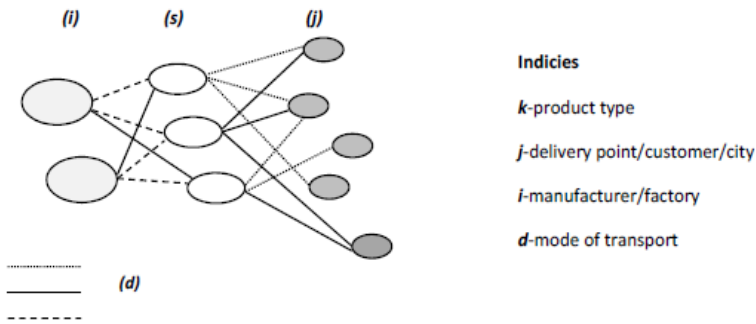 (i) (s) (j)
Indicies
k-product type
j-delivery point/customer/city
i-manufacturer/factory
d-mode of transport
(d)